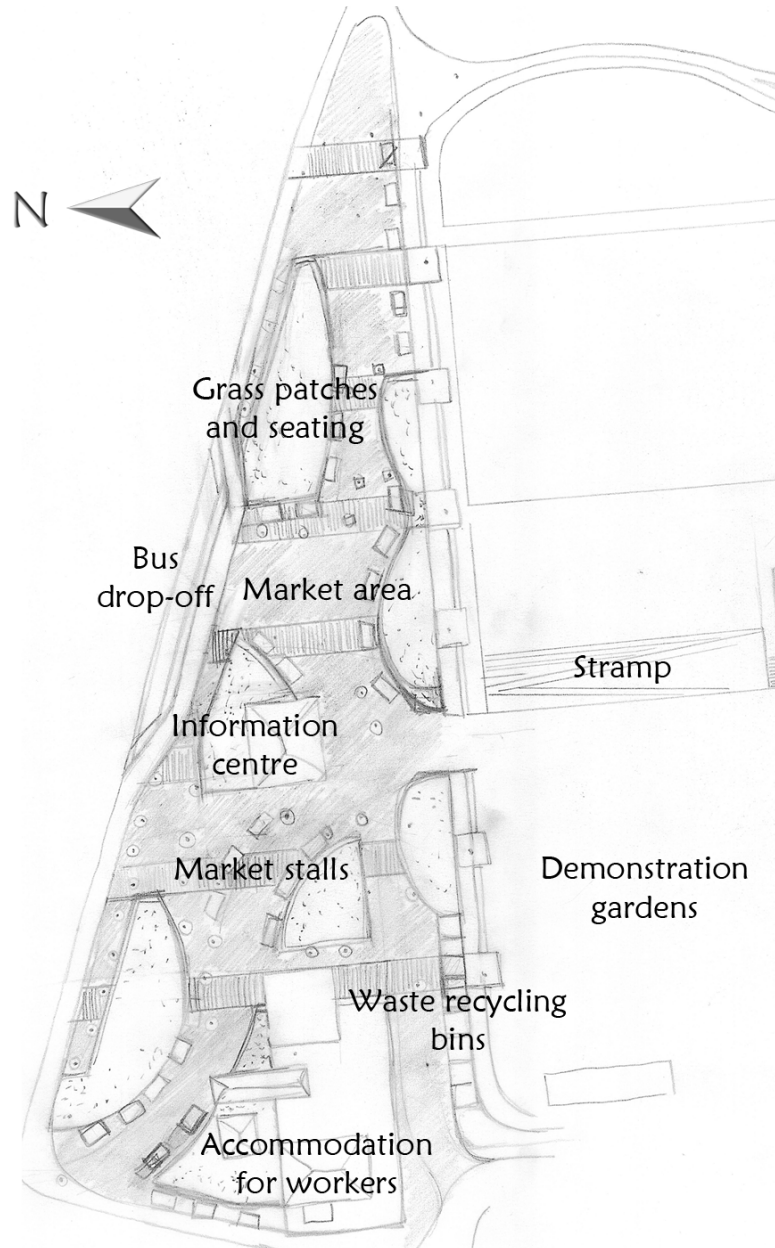 N
Grass patches
and seating
Bus
drop-off
Market area
Stramp
Information
centre
Market stalls
Demonstration
gardens
Waste recycling
bins
Accommodation
for workers